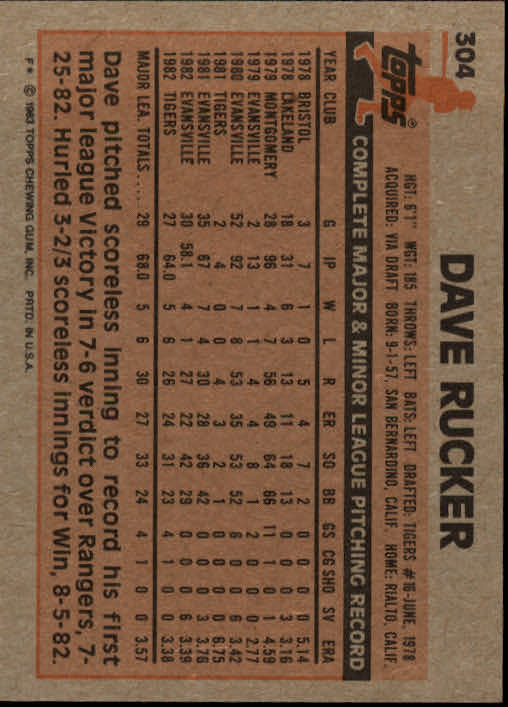 304
topps®
DAVE RUCKER
HGT: 6'1" WGT: 185 THROWS: LEFT BATS: LEFT DRAFTED: TIGERS #16-JUNE, 1978
ACQUIRED: VIA DRAFT BORN: 9-1-57, SAN BERNARDINO, CALIF. HOME: RIALTO, CALIF.
COMPLETE MAJOR & MINOR LEAGUE PITCHING RECORD
YEAR CLUB G IP W L R ER SO BB GS CG SHO SV ERA
1978 BRISTOL 3 7 1 0 5 4 7 2 0 0 0 0 5.14
1978 LAKELAND 18 31 6 3 13 11 18 13 0 0 0 3 3.16
1979 MONTGOMERY 28 96 4 7 56 49 64 66 11 1 0 1 4.59
1979 EVANSVILLE 2 13 1 1 4 4 8 1 2 0 0 0 2.77
1980 EVANSVILLE 52 92 7 8 53 35 53 52 0 0 0 6 3.42
1981 TIGERS 2 4 0 0 4 3 2 1 0 0 0 0 6.75
1981 EVANSVILLE 35 67 7 4 30 28 36 42 0 0 0 3 3.76
1982 EVANSVILLE 30 58.1 4 1 27 22 42 29 0 0 0 6 3.39
1982 TIGERS 27 64.0 5 6 26 24 31 23 4 1 0 0 3.38
MAJOR LEA. TOTALS.... 29 68.0 5 6 30 27 33 24 4 1 0 0 3.57
Dave pitched scoreless inning to record his first
major league Victory in 7-6 verdict over Rangers, 7-
25-82. Hurled 3-2/3 scoreless innings for Win, 8-5-82.
F* © 1983 TOPPS CHEWING GUM, INC. PRTD. IN U.S.A.